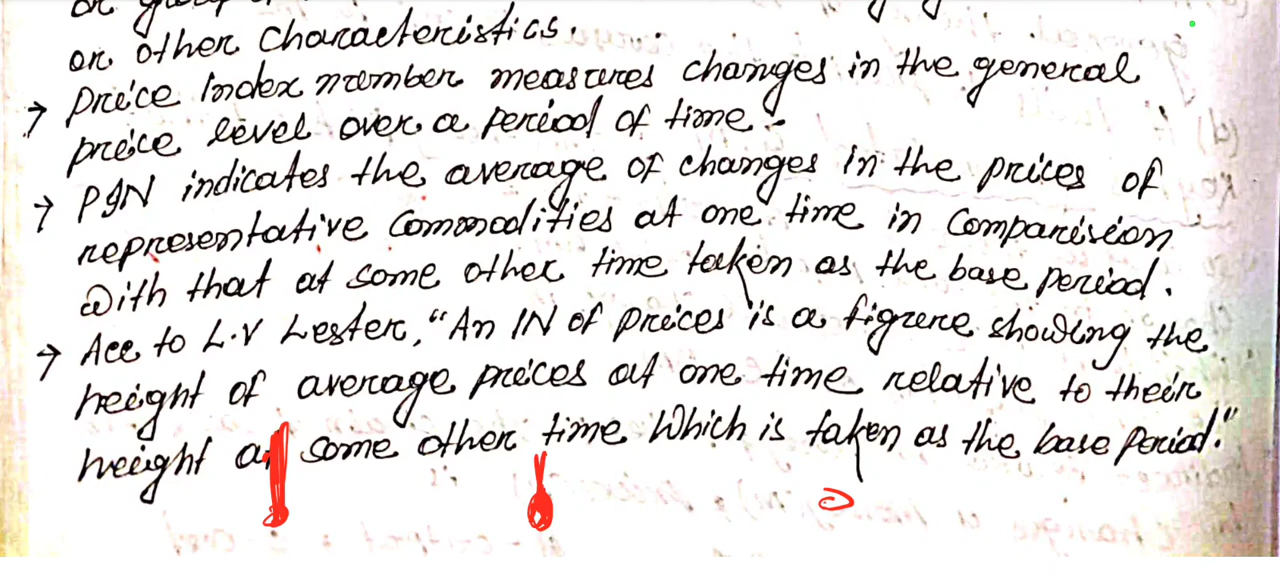 or group
or other characteristics.
→ price Index number measures changes in the general
price level over a period of time.
→ PIN indicates the average of changes in the prices of
representative commodities at one time in comparision
with that at some other time taken as the base period.
→ Acc to L.V Lester, "An IN of prices is a figure showing the
height of average prices at one time relative to their
height at some other time which is taken as the base period."